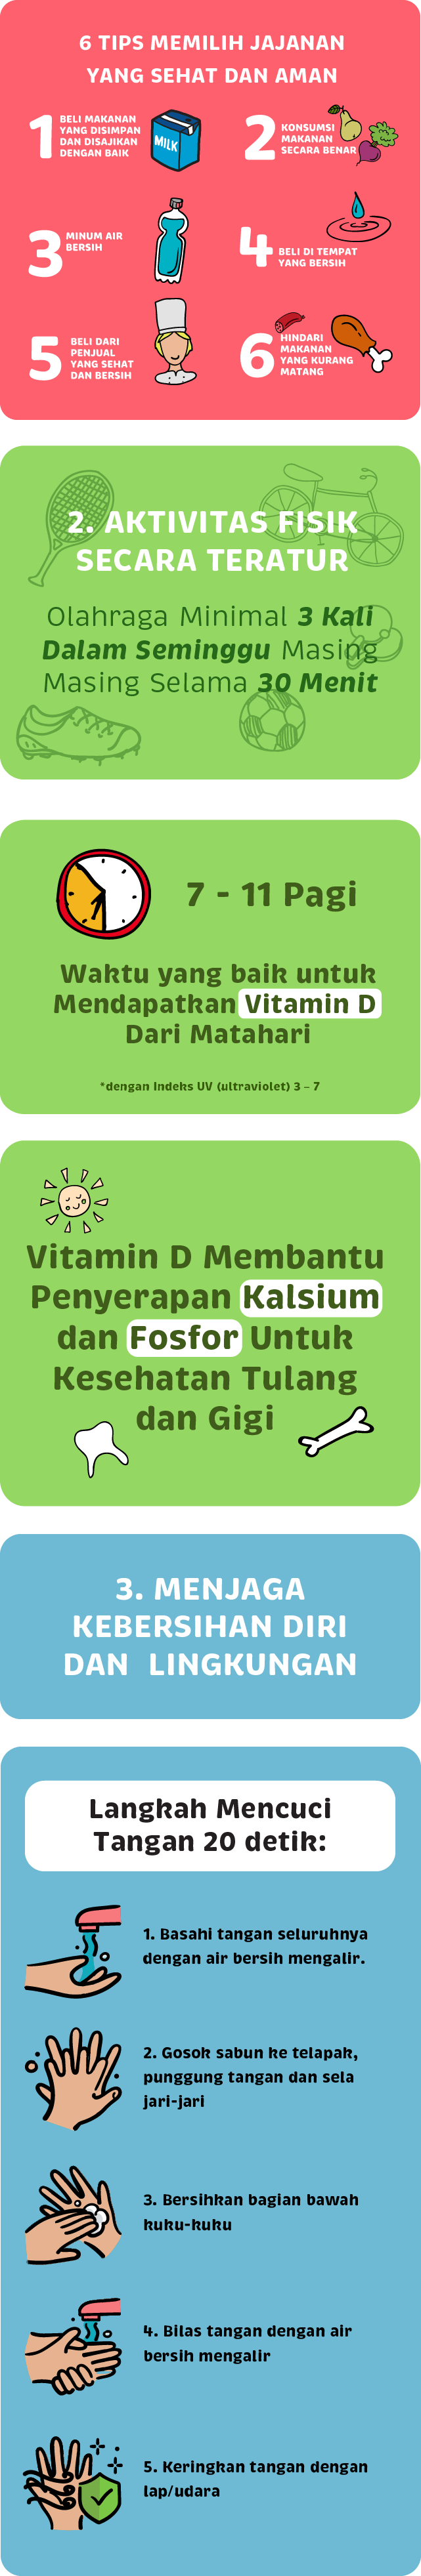 6 TIPS MEMILIH JAJANAN
YANG SEHAT DAN AMAN
1
BELI MAKANAN
YANG DISIMPAN
DAN DISAJIKAN
DENGAN BAIK
MILK
2
KONSUMSI
MAKANAN
SECARA BENAR
3
MINUM AIR
BERSIH
4
BELI DI TEMPAT
YANG BERSIH
5
BELI DARI
PENJUAL
YANG SEHAT
DAN BERSIH
6
HINDARI
MAKANAN
YANG KURANG
MATANG
2. AKTIVITAS FISIK
SECARA TERATUR
Olahraga Minimal 3 Kali
Dalam Seminggu Masing
Masing Selama 30 Menit
7 - 11 Pagi
Waktu yang baik untuk
Mendapatkan Vitamin D
Dari Matahari
*dengan Indeks UV (ultraviolet) 3 – 7
Vitamin D Membantu
Penyerapan Kalsium
dan Fosfor Untuk
Kesehatan Tulang
dan Gigi
3. MENJAGA
KEBERSIHAN DIRI
DAN LINGKUNGAN
Langkah Mencuci
Tangan 20 detik:
1. Basahi tangan seluruhnya
dengan air bersih mengalir.
2. Gosok sabun ke telapak,
punggung tangan dan sela
jari-jari
3. Bersihkan bagian bawah
kuku-kuku
4. Bilas tangan dengan air
bersih mengalir
5. Keringkan tangan dengan
lap/udara